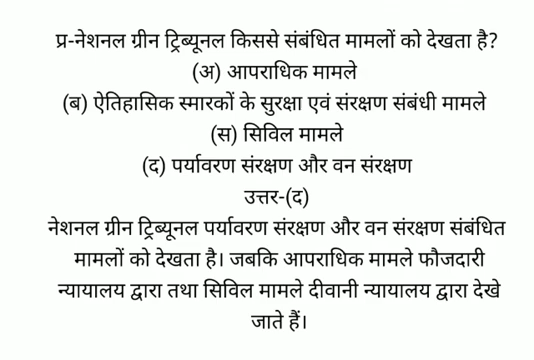 प्र-नेशनल ग्रीन ट्रिब्यूनल किससे संबंधित मामलों को देखता है?
(अ) आपराधिक मामले
(ब) ऐतिहासिक स्मारकों के सुरक्षा एवं संरक्षण संबंधी मामले
(स) सिविल मामले
(द) पर्यावरण संरक्षण और वन संरक्षण
उत्तर-(द)
नेशनल ग्रीन ट्रिब्यूनल पर्यावरण संरक्षण और वन संरक्षण संबंधित
मामलों को देखता है। जबकि आपराधिक मामले फौजदारी
न्यायालय द्वारा तथा सिविल मामले दीवानी न्यायालय द्वारा देखे
जाते हैं।